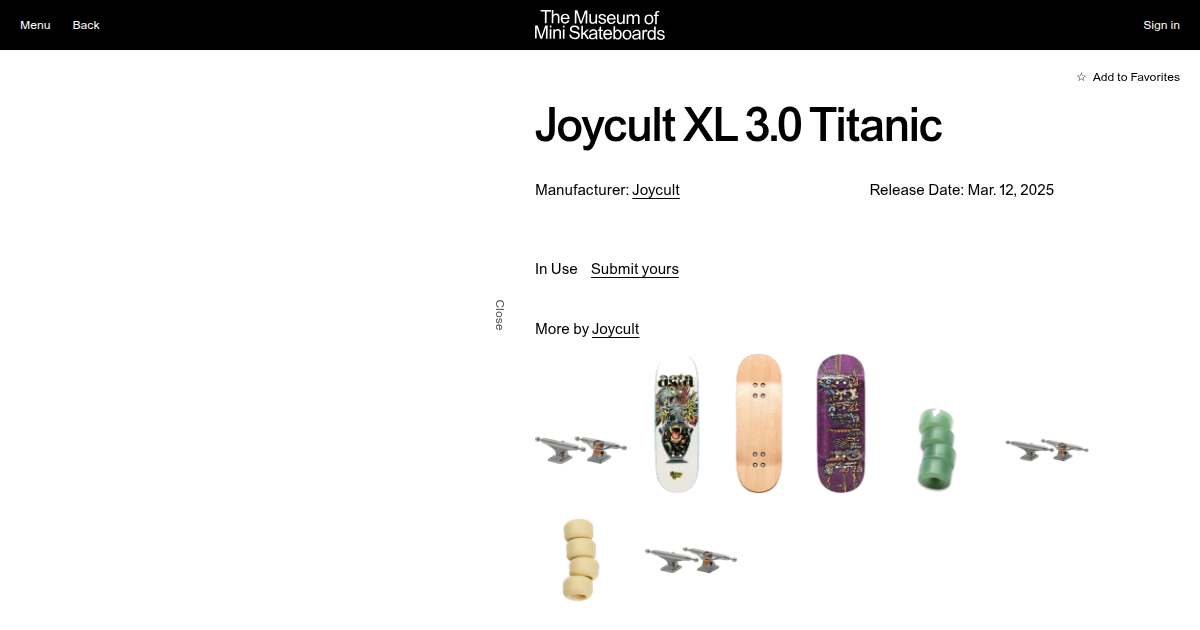 Menu
Back
The Museum of
Mini Skateboards
Sign in
☆ Add to Favorites
Joycult XL 3.0 Titanic
Manufacturer: Joycult
Release Date: Mar. 12, 2025
In Use Submit yours
Close
More by Joycult
asta